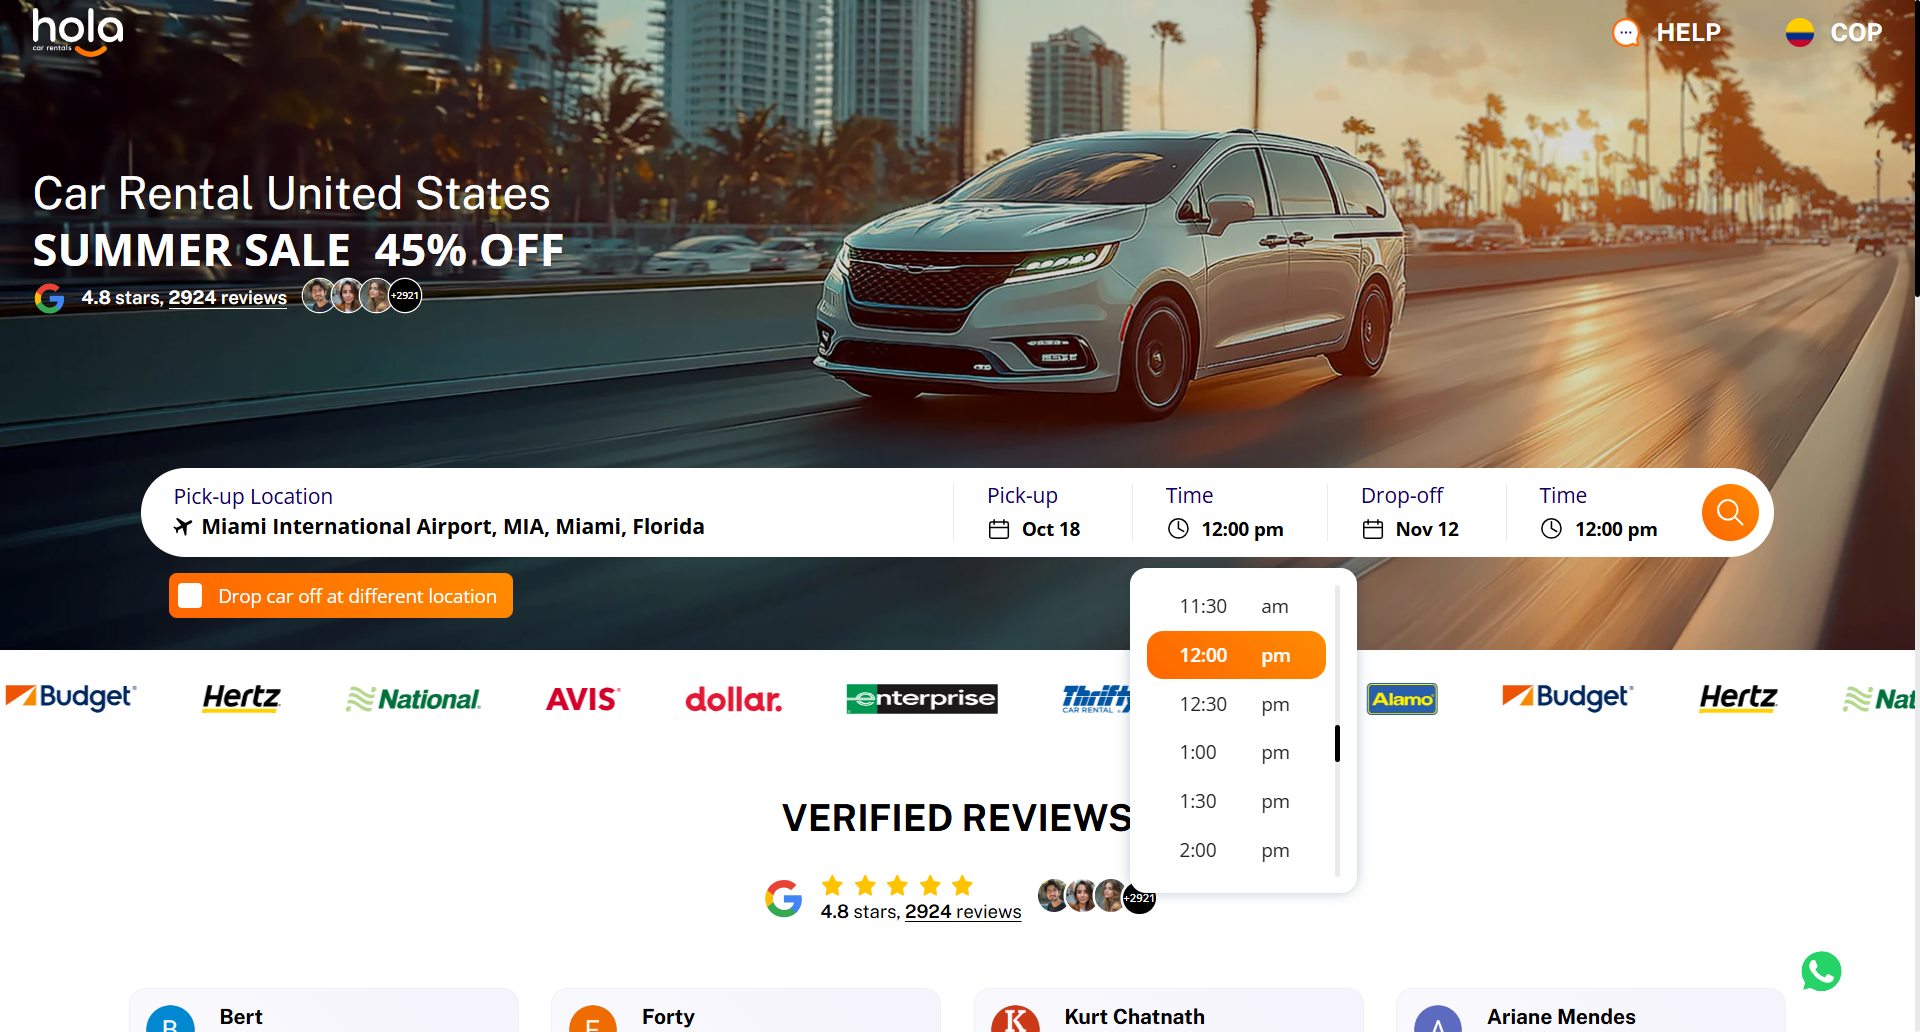 hola
car rentals
HELP
COP
Car Rental United States
SUMMER SALE 45% OFF
4.8 stars, 2924 reviews
+2921
Pick-up Location
Miami International Airport, MIA, Miami, Florida
Pick-up
Oct 18
Time
12:00 pm
Drop-off
Nov 12
Time
12:00 pm
Drop car off at different location
11:30 am
12:00 pm
12:30 pm
1:00 pm
1:30 pm
2:00 pm
Budget
Hertz
National
AVIS
dollar.
enterprise
Thrifty
CAR RENTAL
Alamo
Budget
Hertz
Nat
VERIFIED REVIEWS
4.8 stars, 2924 reviews
+2921
B
Bert
F
Forty
K
Kurt Chatnath
A
Ariane Mendes